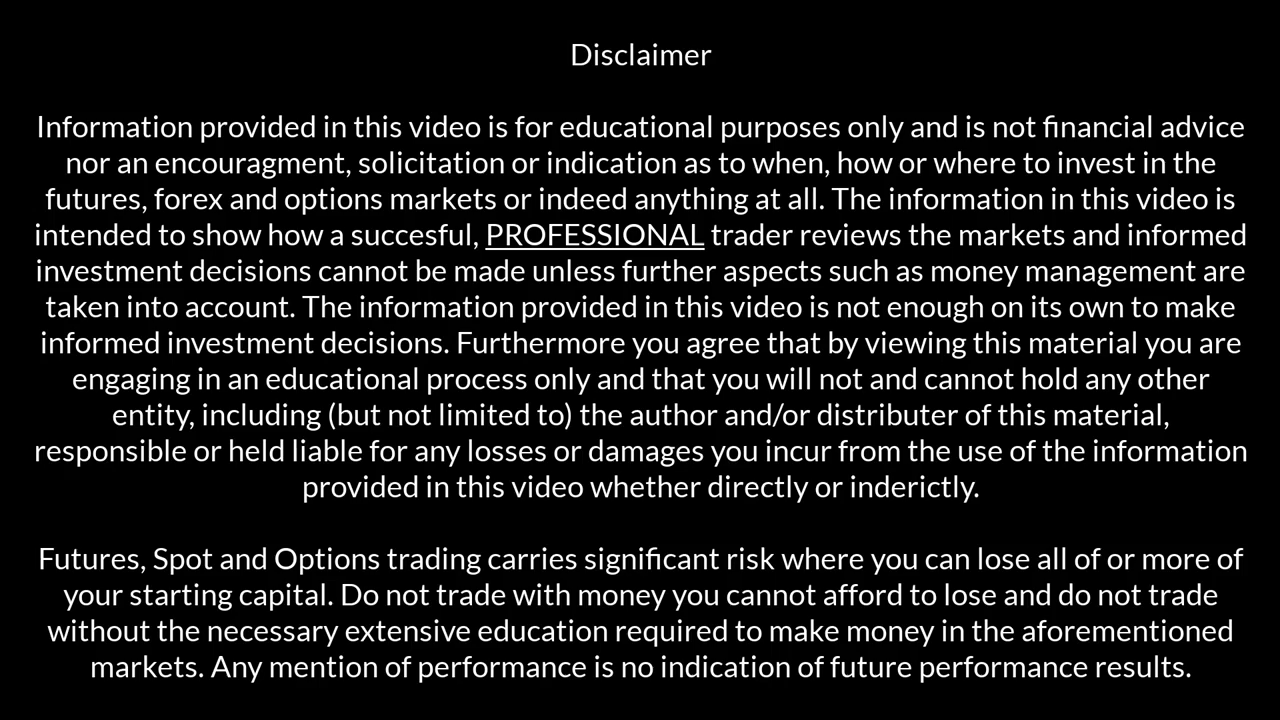 Disclaimer
Information provided in this video is for educational purposes only and is not financial advice
nor an encouragment, solicitation or indication as to when, how or where to invest in the
futures, forex and options markets or indeed anything at all. The information in this video is
intended to show how a succesful, PROFESSIONAL trader reviews the markets and informed
investment decisions cannot be made unless further aspects such as money management are
taken into account. The information provided in this video is not enough on its own to make
informed investment decisions. Furthermore you agree that by viewing this material you are
engaging in an educational process only and that you will not and cannot hold any other
entity, including (but not limited to) the author and/or distributer of this material,
responsible or held liable for any losses or damages you incur from the use of the information
provided in this video whether directly or inderictly.
Futures, Spot and Options trading carries significant risk where you can lose all of or more of
your starting capital. Do not trade with money you cannot afford to lose and do not trade
without the necessary extensive education required to make money in the aforementioned
markets. Any mention of performance is no indication of future performance results.